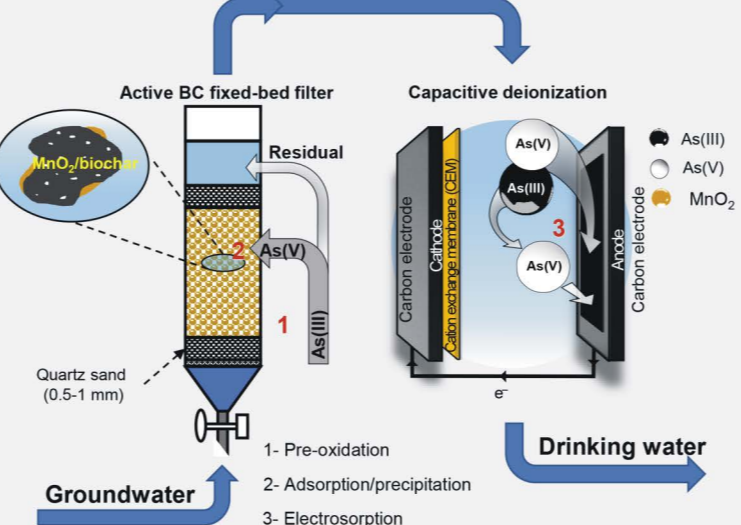 Active BC fixed-bed filter
Capacitive deionization
MnO₂/biochar
Residual
2
As(V)
1
As(III)
Quartz sand
(0.5-1 mm)
Groundwater
1- Pre-oxidation
2- Adsorption/precipitation
3- Electrosorption
Carbon electrode
Cathode
Cation exchange membrane (CEM)
As(V)
As(III)
3
As(V)
Anode
Carbon electrode
e⁻
As(III)
As(V)
MnO₂
Drinking water